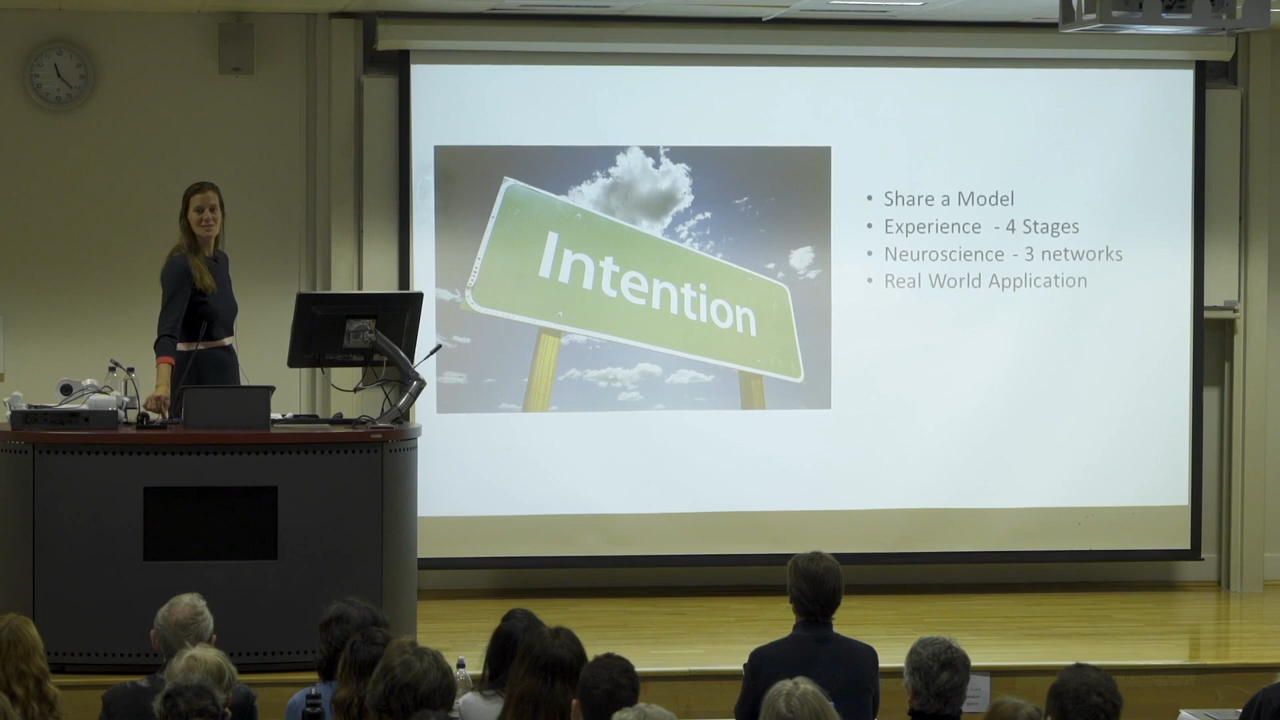 Intention
• Share a Model
• Experience - 4 Stages
• Neuroscience - 3 networks
• Real World Application